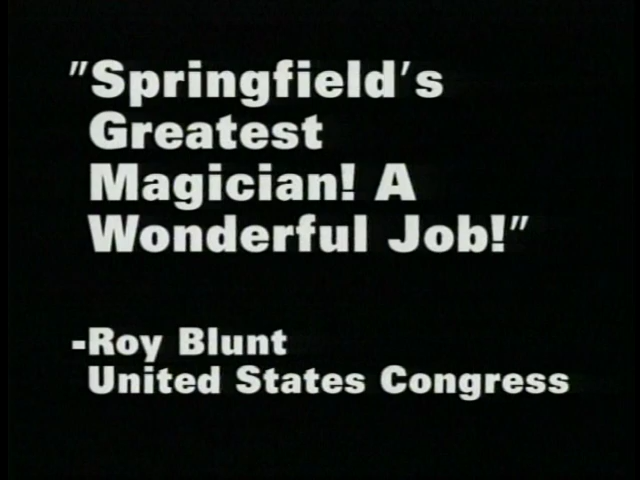 "Springfield's
Greatest
Magician! A
Wonderful Job!"
-Roy Blunt
United States Congress